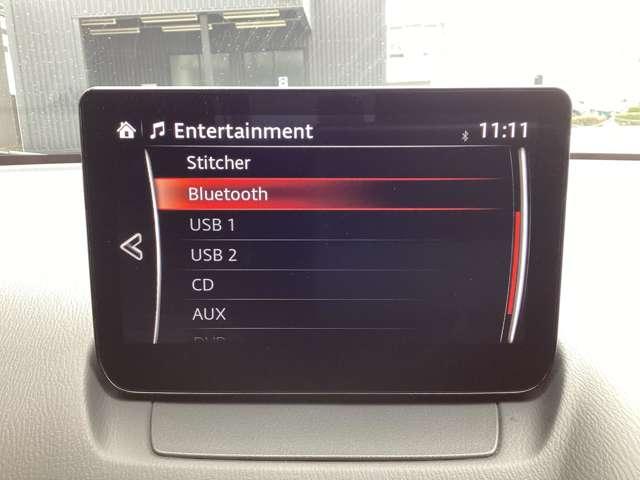 Entertainment 11:11
Stitcher
Bluetooth
USB 1
USB 2
CD
AUX